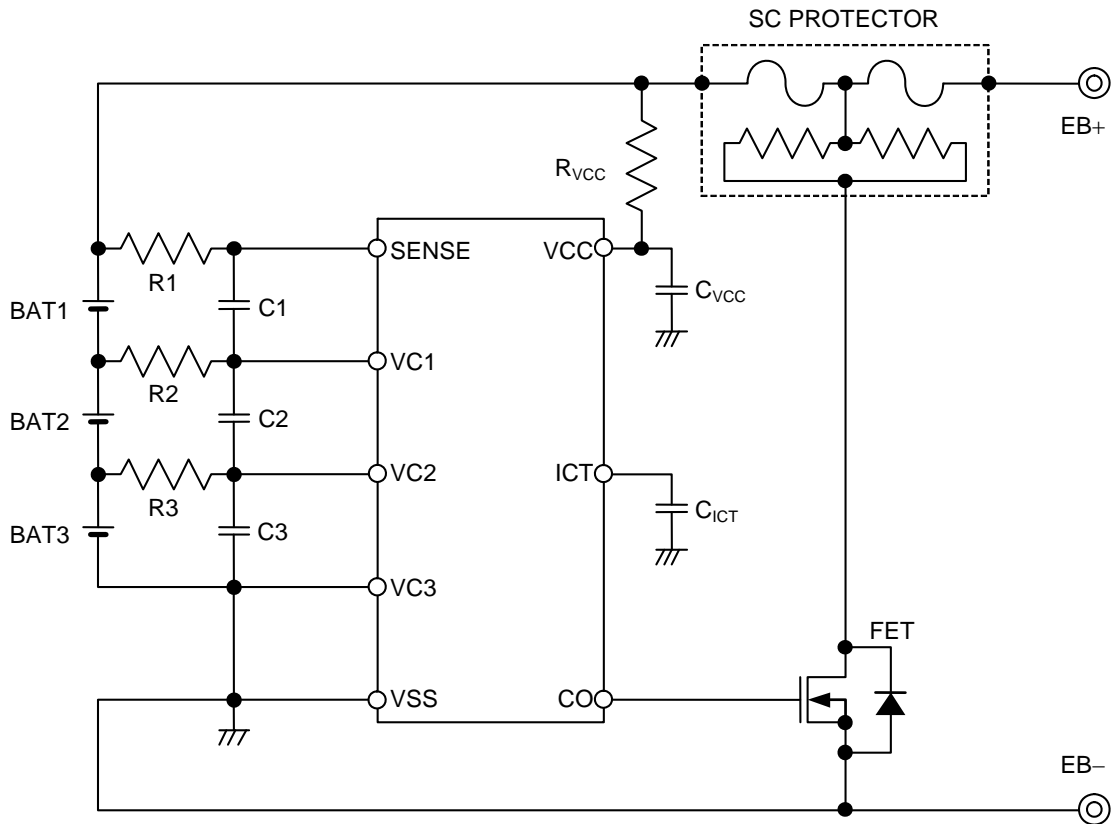 SC PROTECTOR
EB+
RVCC
SENSE
VCC
R1
BAT1
C1
CVCC
VC1
R2
BAT2
C2
VC2
ICT
R3
CICT
BAT3
C3
VC3
FET
VSS
CO
EB−